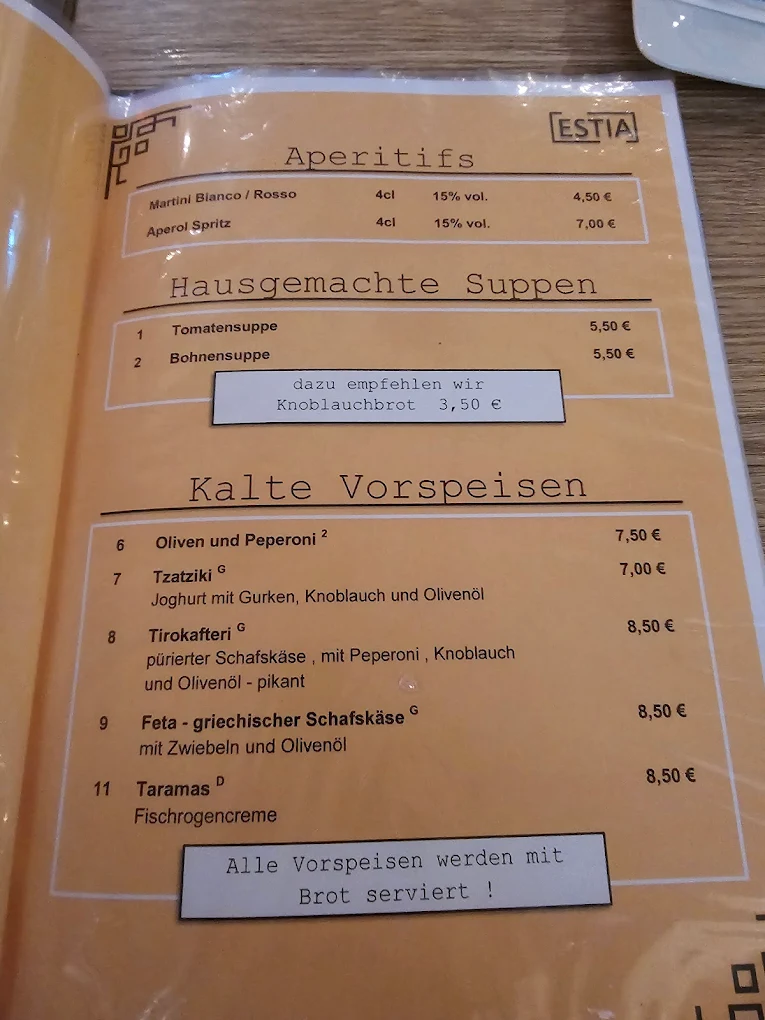 ESTIA
Aperitifs
Martini Bianco / Rosso 4cl 15% vol. 4,50 €
Aperol Spritz 4cl 15% vol. 7,00 €
Hausgemachte Suppen
1 Tomatensuppe 5,50 €
2 Bohnensuppe 5,50 €
dazu empfehlen wir
Knoblauchbrot 3,50 €
Kalte Vorspeisen
6 Oliven und Peperoni ² 7,50 €
7 Tzatziki G 7,00 €
Joghurt mit Gurken, Knoblauch und Olivenöl
8 Tirokafteri G 8,50 €
pürierter Schafskäse , mit Peperoni , Knoblauch
und Olivenöl - pikant
9 Feta - griechischer Schafskäse G 8,50 €
mit Zwiebeln und Olivenöl
11 Taramas D 8,50 €
Fischrogencreme
Alle Vorspeisen werden mit
Brot serviert !